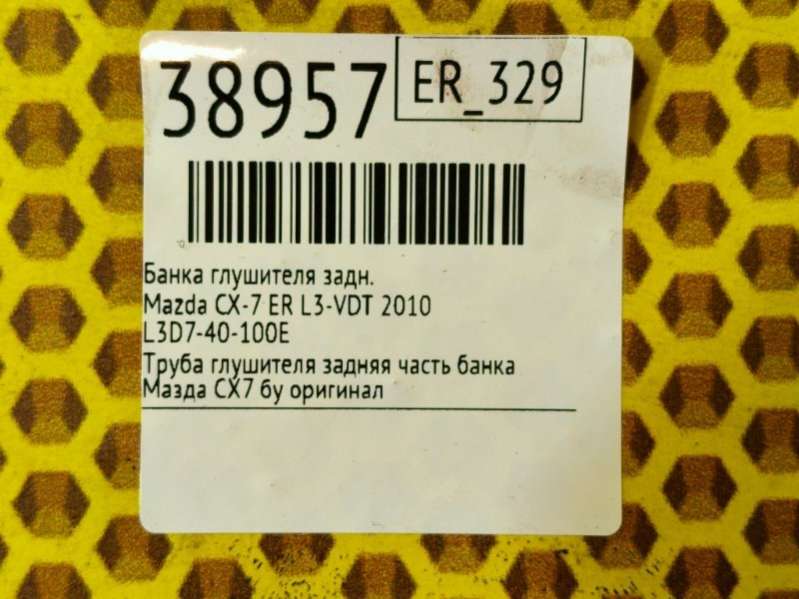 38957
ER_329
Банка глушителя задн.
Mazda CX-7 ER L3-VDT 2010
L3D7-40-100E
Труба глушителя задняя часть банка
Мазда СХ7 бу оригинал